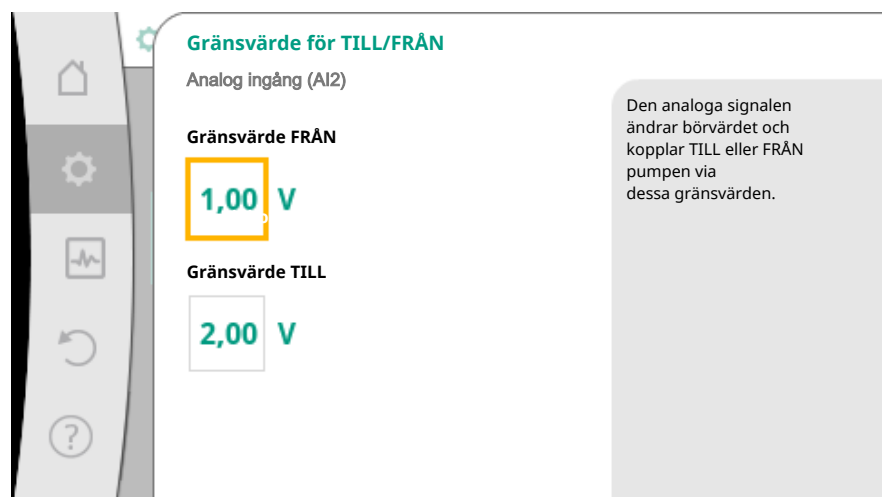 Gränsvärde för TILL/FRÅN
Analog ingång (AI2)
Gränsvärde FRÅN
1,00 V
Gränsvärde TILL
2,00 V
Den analoga signalen
ändrar börvärdet och
kopplar TILL eller FRÅN
pumpen via
dessa gränsvärden.
?